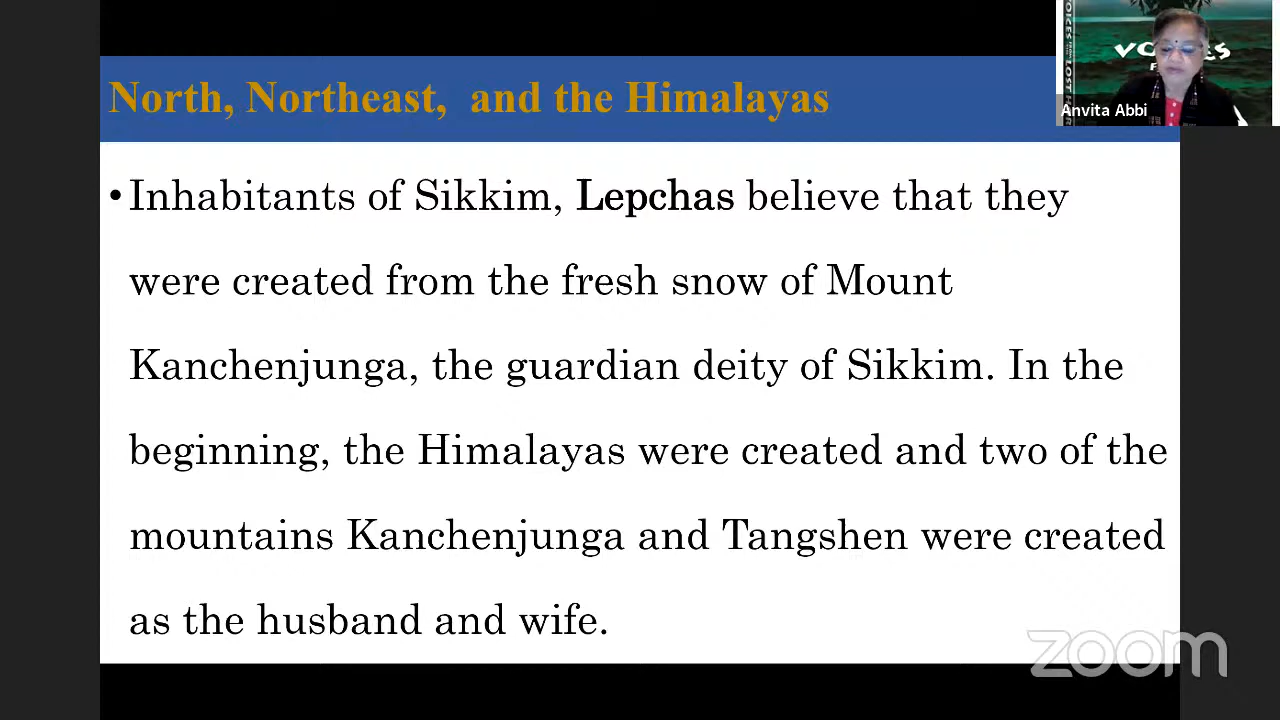 North, Northeast, and the Himalayas
•Inhabitants of Sikkim, Lepchas believe that they
were created from the fresh snow of Mount
Kanchenjunga, the guardian deity of Sikkim. In the
beginning, the Himalayas were created and two of the
mountains Kanchenjunga and Tangshen were created
as the husband and wife.
Anvita Abbi
zoom